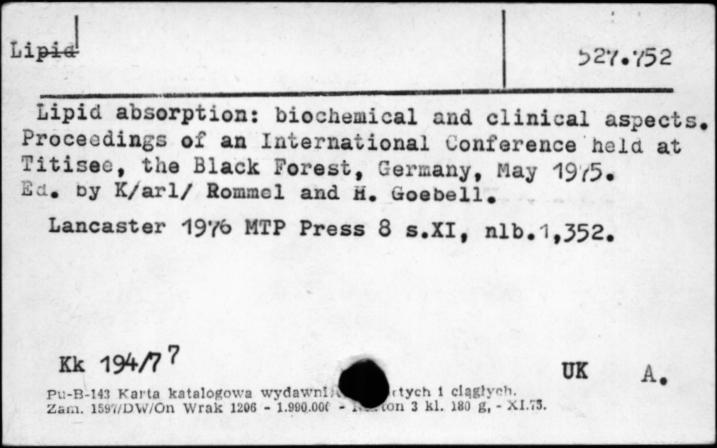 Lipid
527.752
Lipid absorption: biochemical and clinical aspects.
Proceedings of an International Conference held at
Titisee, the Black Forest, Germany, May 1975.
Ed. by K/arl/ Rommel and H. Goebell.
Lancaster 1976 MTP Press 8 s.XI, nlb.1,352.
Kk 194/77
UK A.
Pu-B-143 Karta katalogowa wydawni rtych i ciągłych.
Zam. 1597/DW/On Wrak 1206 - 1.990.000 - ton 3 kl. 180 g, - XI.75.